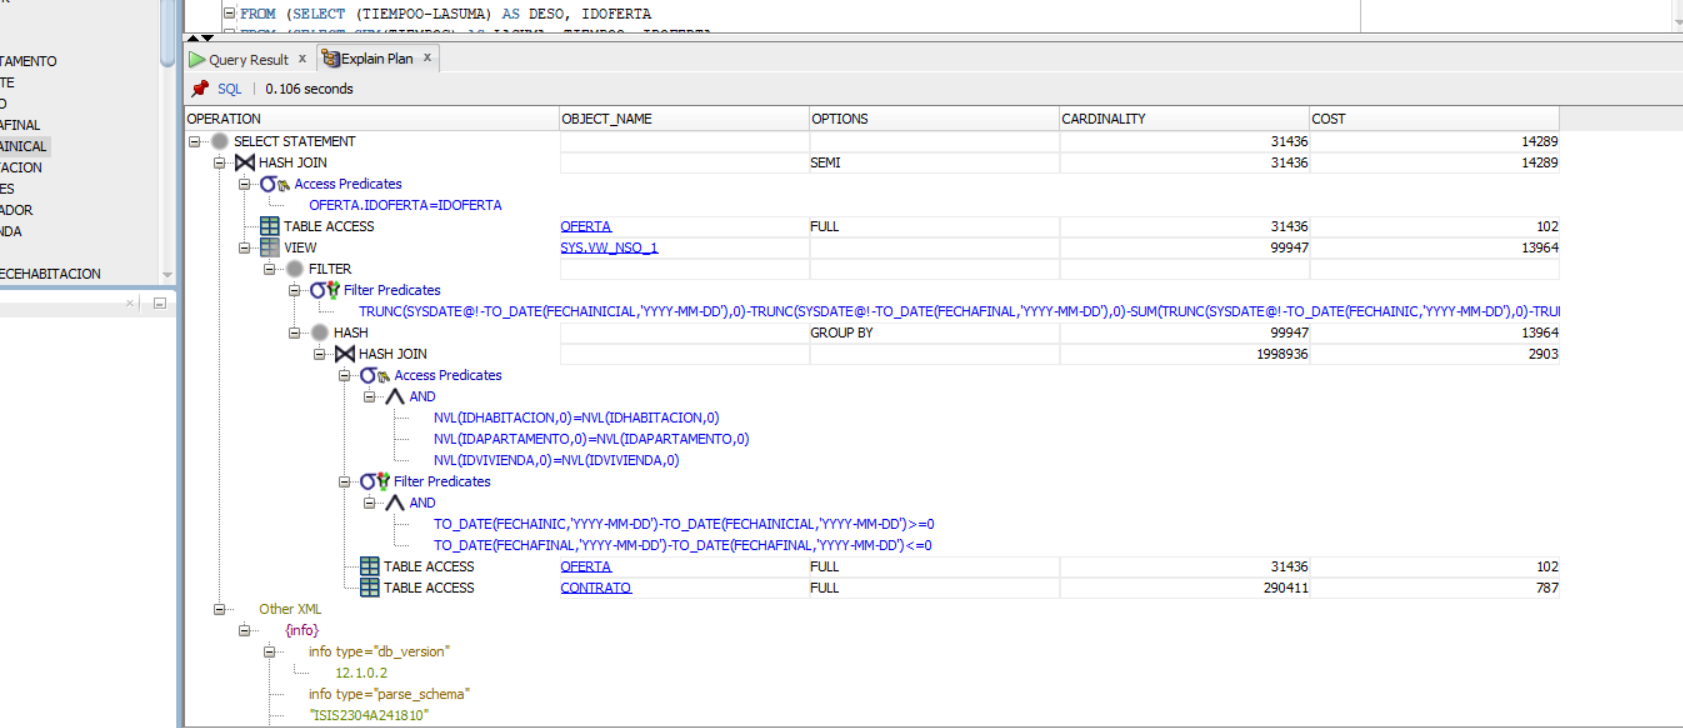 FROM (SELECT (TIEMPOO-LASUMA) AS DESO, IDOFERTA
TAMENTO
TE
O
AFINAL
AINICAL
TACION
ES
ADOR
NDA
ECEHABITACION
Query Result x Explain Plan x
SQL | 0.106 seconds
OPERATION OBJECT_NAME OPTIONS CARDINALITY COST
SELECT STATEMENT 31436 14289
HASH JOIN SEMI 31436 14289
Access Predicates
OFERTA.IDOFERTA=IDOFERTA
TABLE ACCESS OFERTA FULL 31436 102
VIEW SYS.VW_NSO_1 99947 13964
FILTER
Filter Predicates
TRUNC(SYSDATE@!-TO_DATE(FECHAINICIAL,'YYYY-MM-DD'),0)-TRUNC(SYSDATE@!-TO_DATE(FECHAFINAL,'YYYY-MM-DD'),0)-SUM(TRUNC(SYSDATE@!-TO_DATE(FECHAINIC,'YYYY-MM-DD'),0)-TRUI
HASH GROUP BY 99947 13964
HASH JOIN 1998936 2903
Access Predicates
AND
NVL(IDHABITACION,0)=NVL(IDHABITACION,0)
NVL(IDAPARTAMENTO,0)=NVL(IDAPARTAMENTO,0)
NVL(IDVIVIENDA,0)=NVL(IDVIVIENDA,0)
Filter Predicates
AND
TO_DATE(FECHAINIC,'YYYY-MM-DD')-TO_DATE(FECHAINICIAL,'YYYY-MM-DD')>=0
TO_DATE(FECHAFINAL,'YYYY-MM-DD')-TO_DATE(FECHAFINAL,'YYYY-MM-DD')<=0
TABLE ACCESS OFERTA FULL 31436 102
TABLE ACCESS CONTRATO FULL 290411 787
Other XML
{info}
info type="db_version"
12.1.0.2
info type="parse_schema"
"ISIS2304A241810"